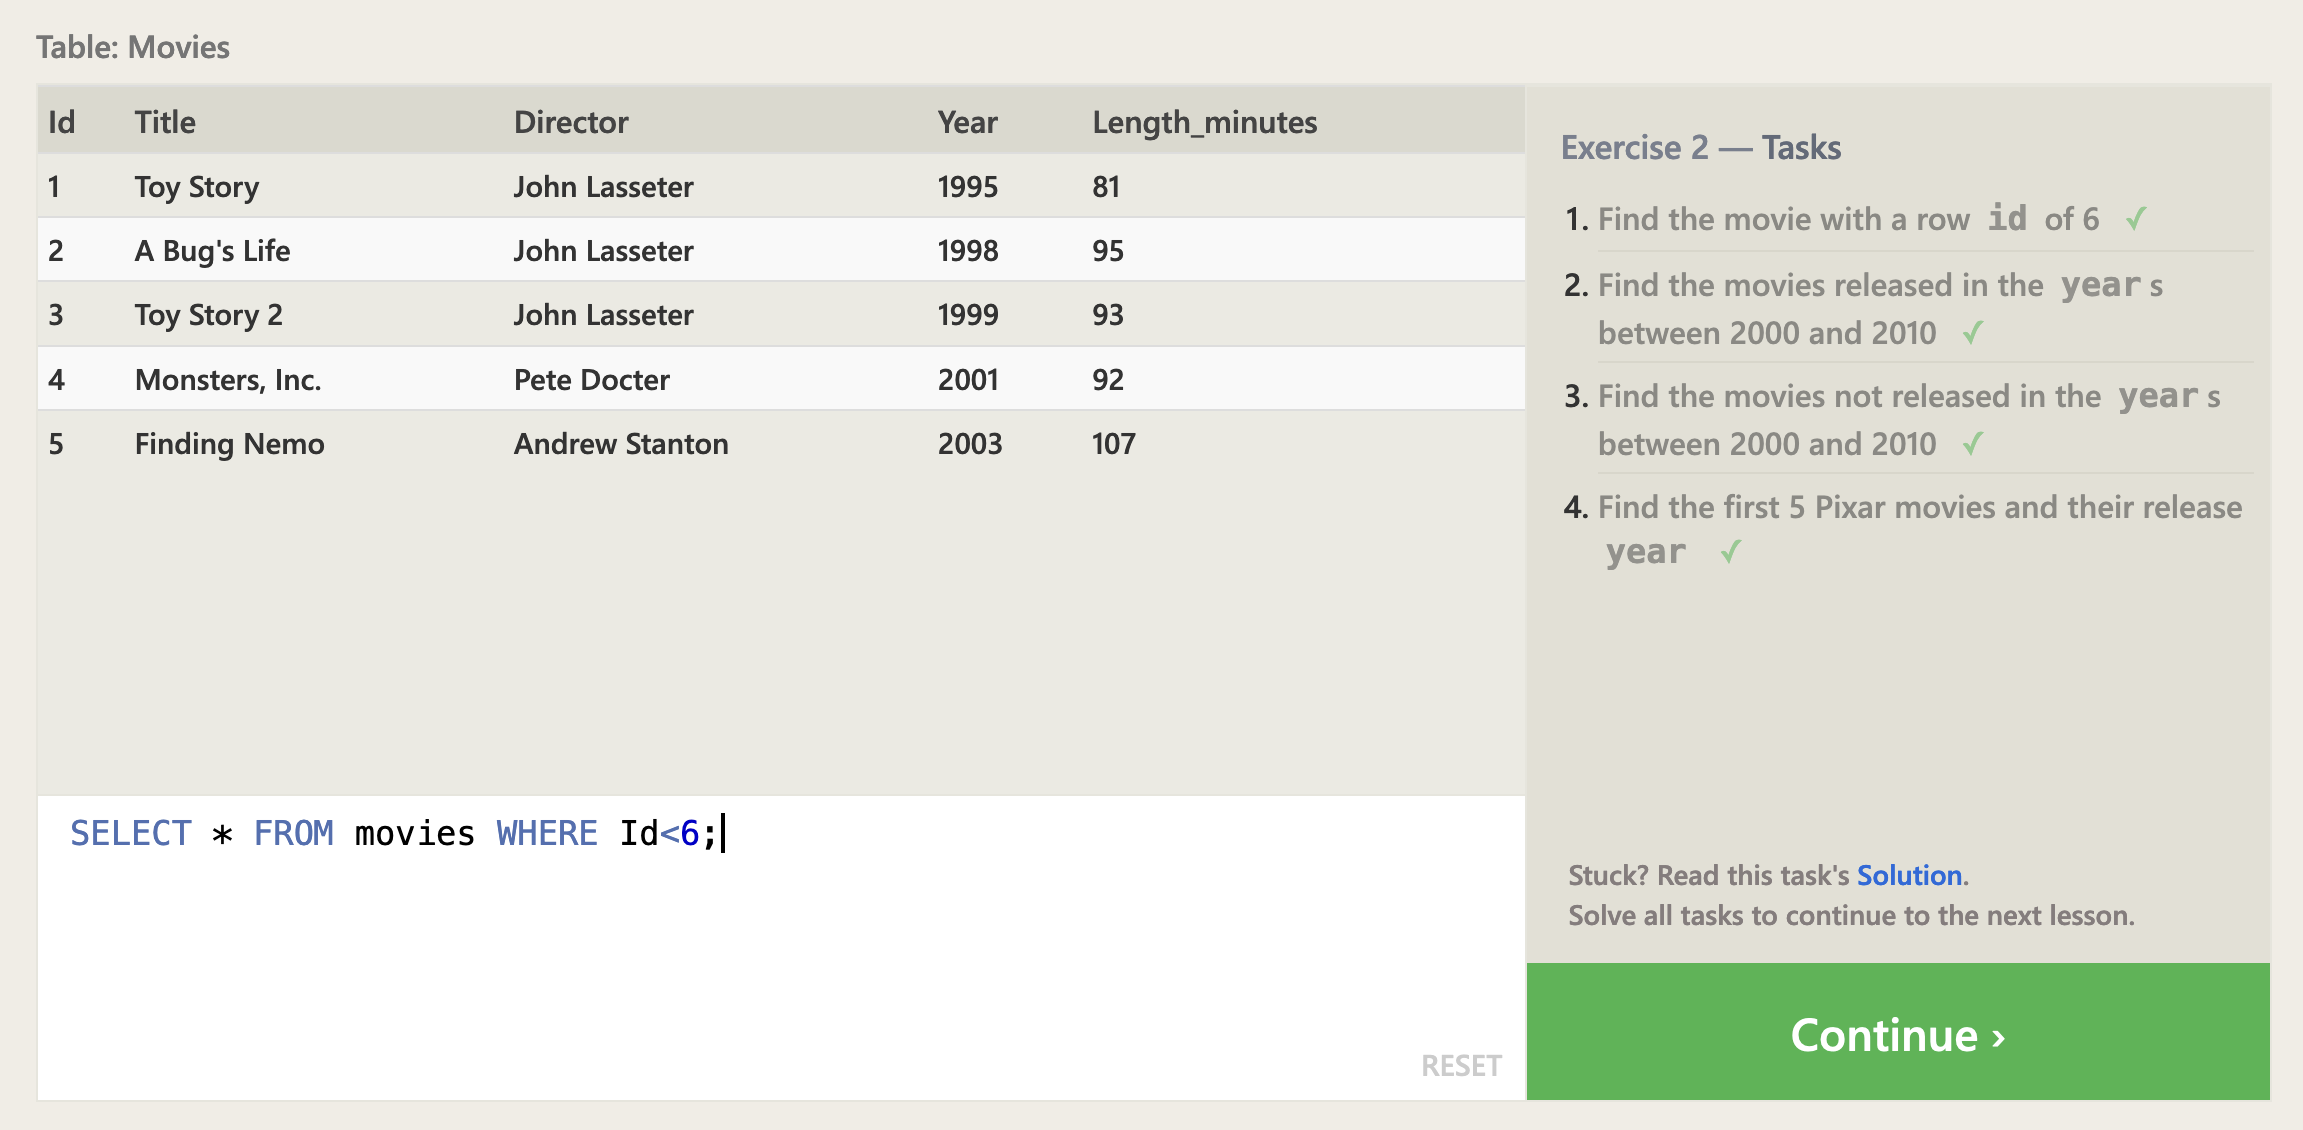 Table: Movies
Id Title Director Year Length_minutes
1 Toy Story John Lasseter 1995 81
2 A Bug's Life John Lasseter 1998 95
3 Toy Story 2 John Lasseter 1999 93
4 Monsters, Inc. Pete Docter 2001 92
5 Finding Nemo Andrew Stanton 2003 107
SELECT * FROM movies WHERE Id<6;
RESET
Exercise 2 — Tasks
1. Find the movie with a row id of 6 ✓
2. Find the movies released in the year s
between 2000 and 2010 ✓
3. Find the movies not released in the year s
between 2000 and 2010 ✓
4. Find the first 5 Pixar movies and their release
year ✓
Stuck? Read this task's Solution.
Solve all tasks to continue to the next lesson.
Continue ›